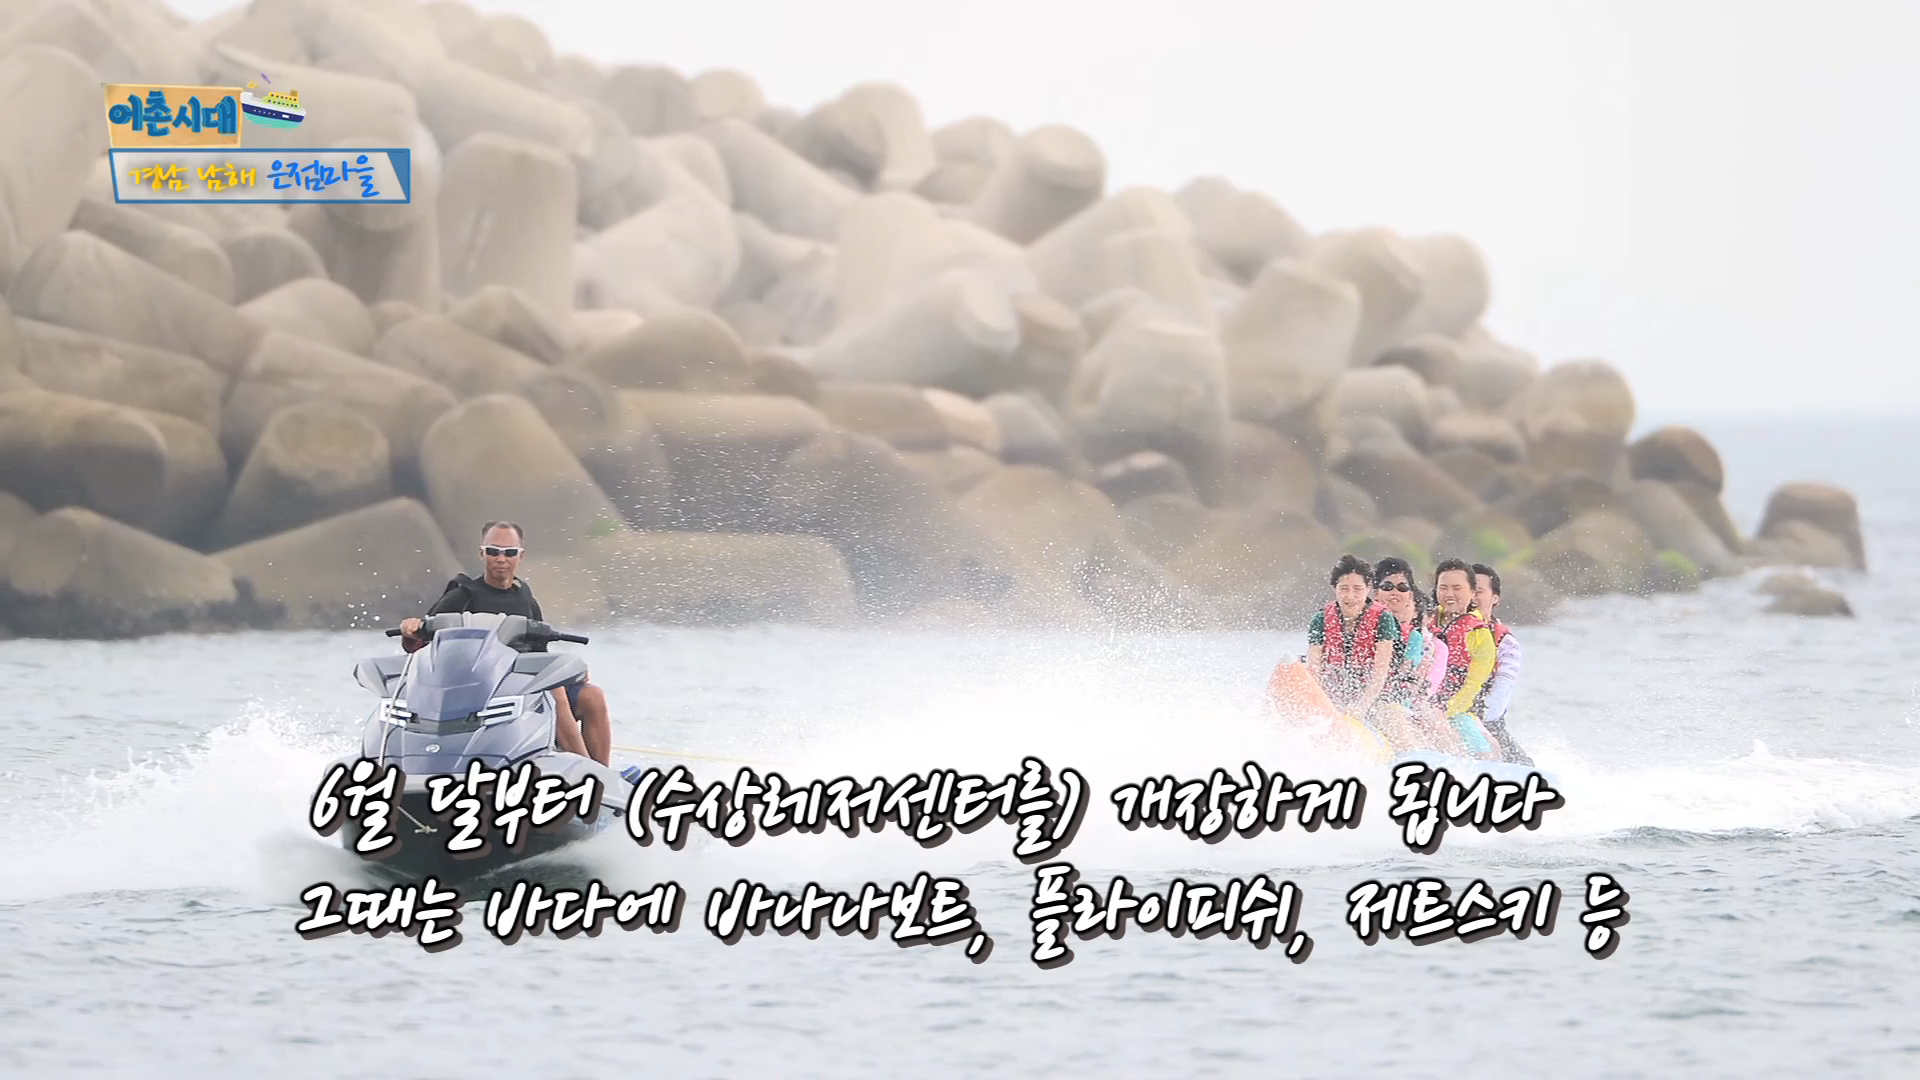 어촌시대
경남 남해 은점마을
6월 달부터 (수상레저센터를) 개장하게 됩니다
그때는 바다에 바나나보트, 플라이피쉬, 제트스키 등